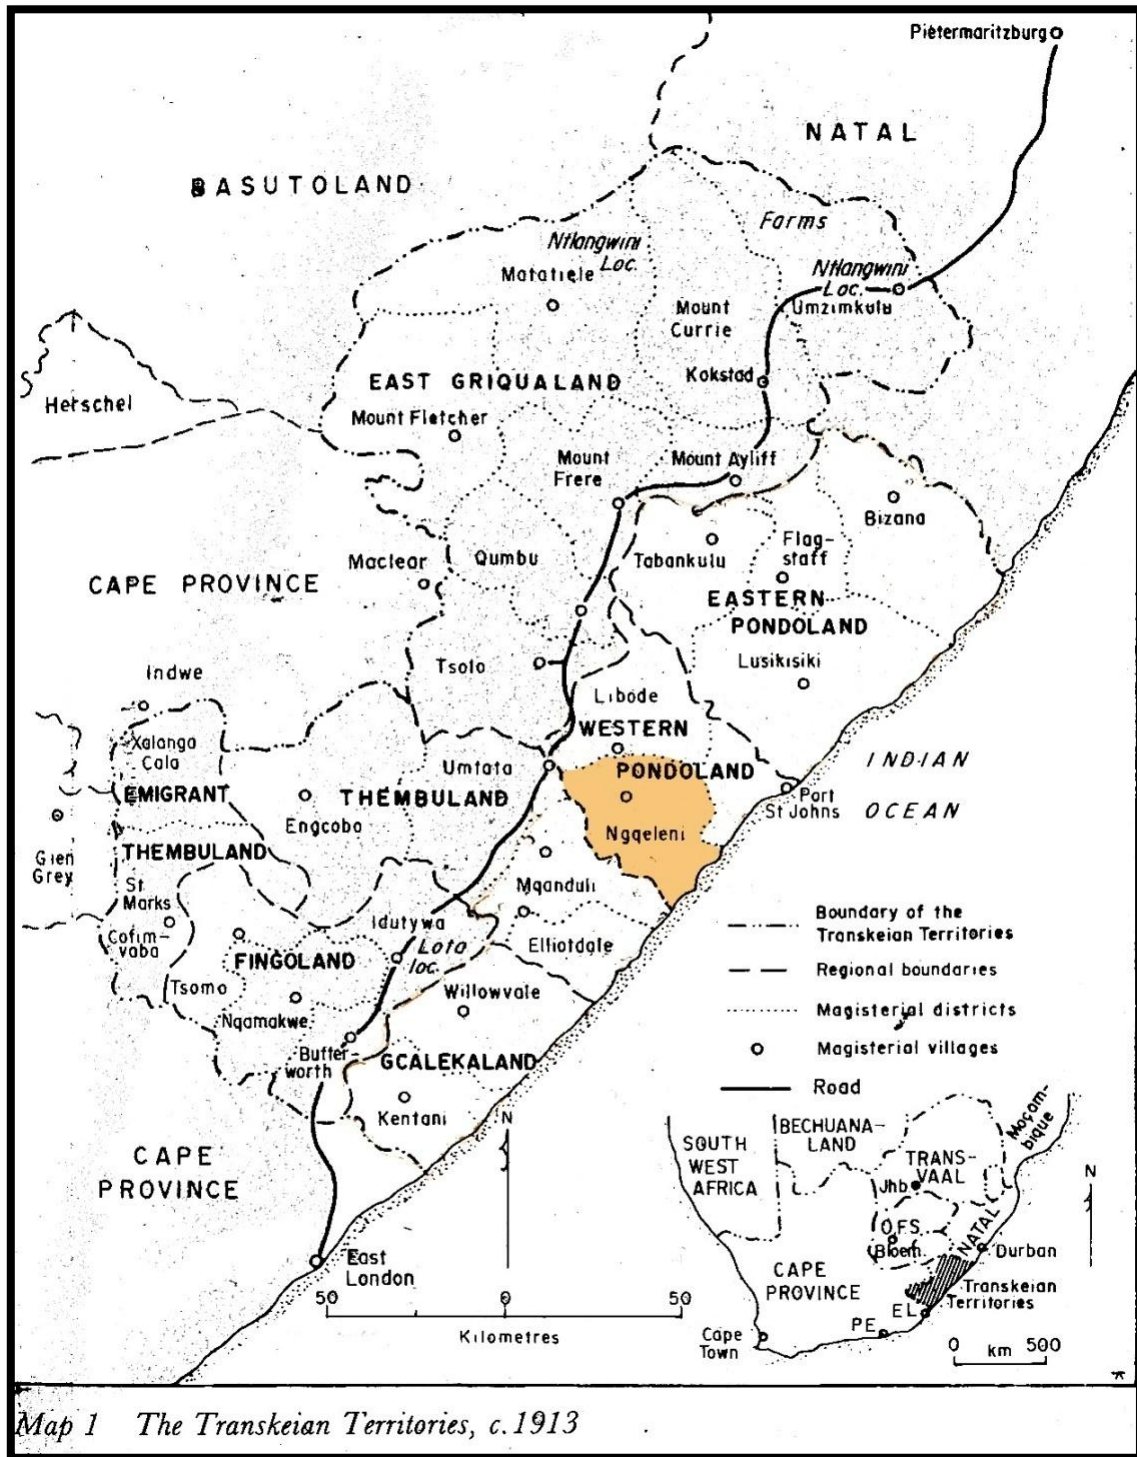 Pietermaritzburg
NATAL
BASUTOLAND
Farms
Ntlangwini
Loc.
Matatiele
Ntlangwini
Loc.
Umzimkulu
Mount
Currie
Kokstad
EAST GRIQUALAND
Herschel
Mount Fletcher
Mount
Frere
Mount Ayliff
Bizana
Tabankulu
Flag-
staff
Qumbu
Maclear
CAPE PROVINCE
EASTERN
PONDOLAND
Lusikisiki
Tsolo
Indwe
Libode
WESTERN
PONDOLAND
Xalanga
Cala
Umtata
INDIAN
OCEAN
Port
St Johns
EMIGRANT
THEMBULAND
THEMBULAND
Engcobo
Ngqeleni
Glen
Grey
St
Marks
Cofim-
vaba
Mqanduli
Idutywa
Lota
loc.
Elliotdale
FINGOLAND
Tsomo
Nqamakwe
Willowvale
Butter-
worth
GCALEKALAND
Kentani
CAPE
PROVINCE
East
London
Boundary of the
Transkeian Territories
Regional boundaries
Magisterial districts
Magisterial villages
Road
N
50 0 50
Kilometres
BECHUANA-
LAND
Moçam-
bique
SOUTH
WEST
AFRICA
TRANS-
VAAL
Jhb
N
O.F.S.
Bloem.
NATAL
Durban
CAPE
PROVINCE
Transkeian
Territories
EL
PE
Cape
Town
0 km 500
Map 1 The Transkeian Territories, c.1913